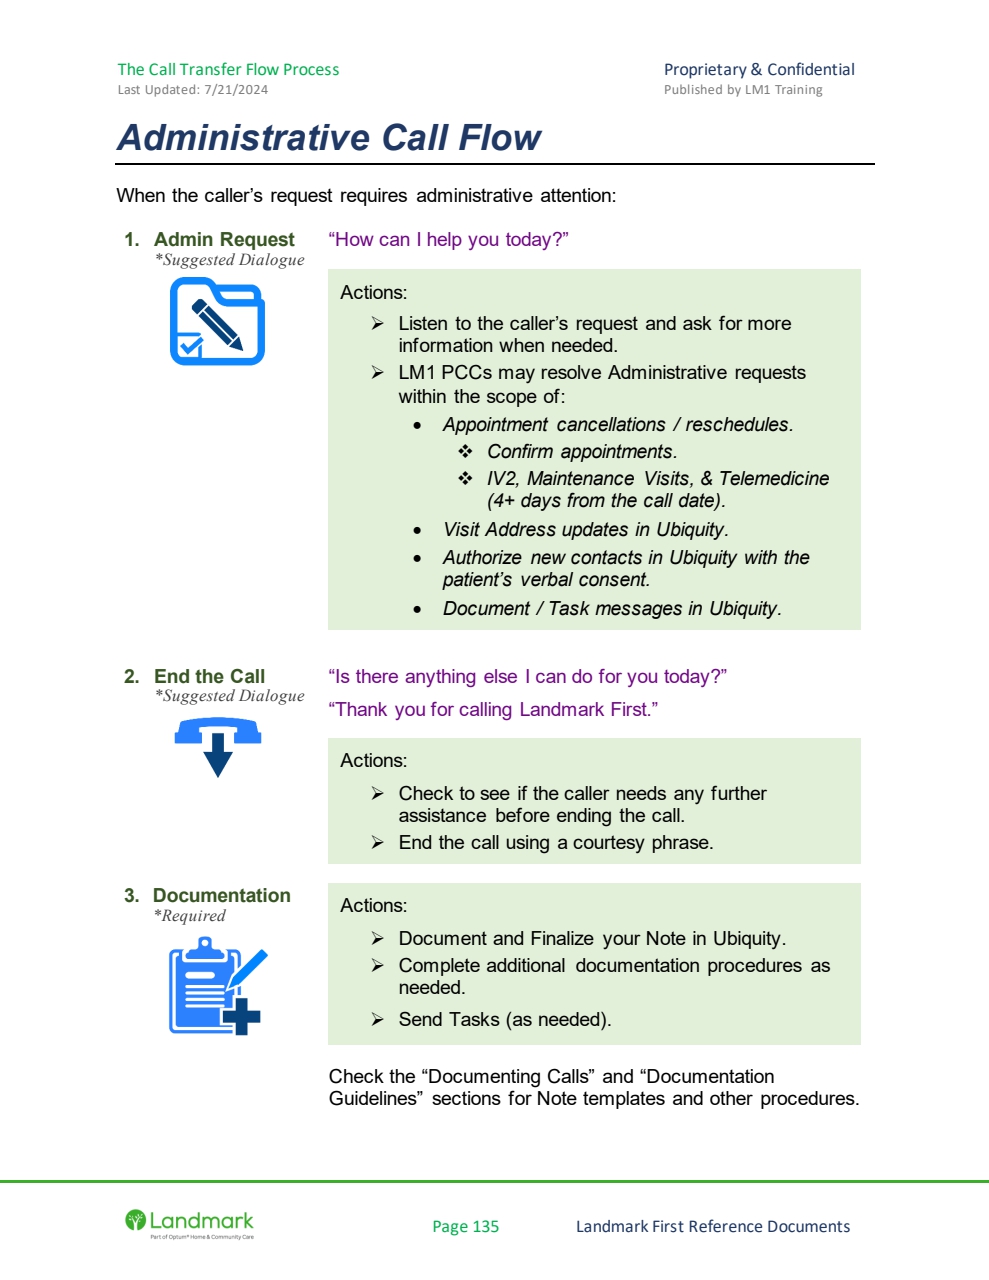 The Call Transfer Flow Process
Proprietary & Confidential
Last Updated: 7/21/2024
Published by LM1 Training
Administrative Call Flow
When the caller’s request requires administrative attention:
1. Admin Request
*Suggested Dialogue
“How can I help you today?”
Actions:
➢ Listen to the caller’s request and ask for more
information when needed.
➢ LM1 PCCs may resolve Administrative requests
within the scope of:
• Appointment cancellations / reschedules.
❖ Confirm appointments.
❖ IV2, Maintenance Visits, & Telemedicine
(4+ days from the call date).
• Visit Address updates in Ubiquity.
• Authorize new contacts in Ubiquity with the
patient’s verbal consent.
• Document / Task messages in Ubiquity.
2. End the Call
*Suggested Dialogue
“Is there anything else I can do for you today?”
“Thank you for calling Landmark First.”
Actions:
➢ Check to see if the caller needs any further
assistance before ending the call.
➢ End the call using a courtesy phrase.
3. Documentation
*Required
Actions:
➢ Document and Finalize your Note in Ubiquity.
➢ Complete additional documentation procedures as
needed.
➢ Send Tasks (as needed).
Check the “Documenting Calls” and “Documentation
Guidelines” sections for Note templates and other procedures.
Landmark
Part of Optum® Home & Community Care
Page 135
Landmark First Reference Documents